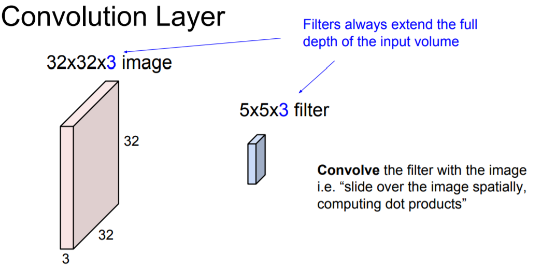 Convolution Layer
Filters always extend the full
depth of the input volume
32x32x3 image
5x5x3 filter
32
Convolve the filter with the image
i.e. “slide over the image spatially,
computing dot products”
32
3